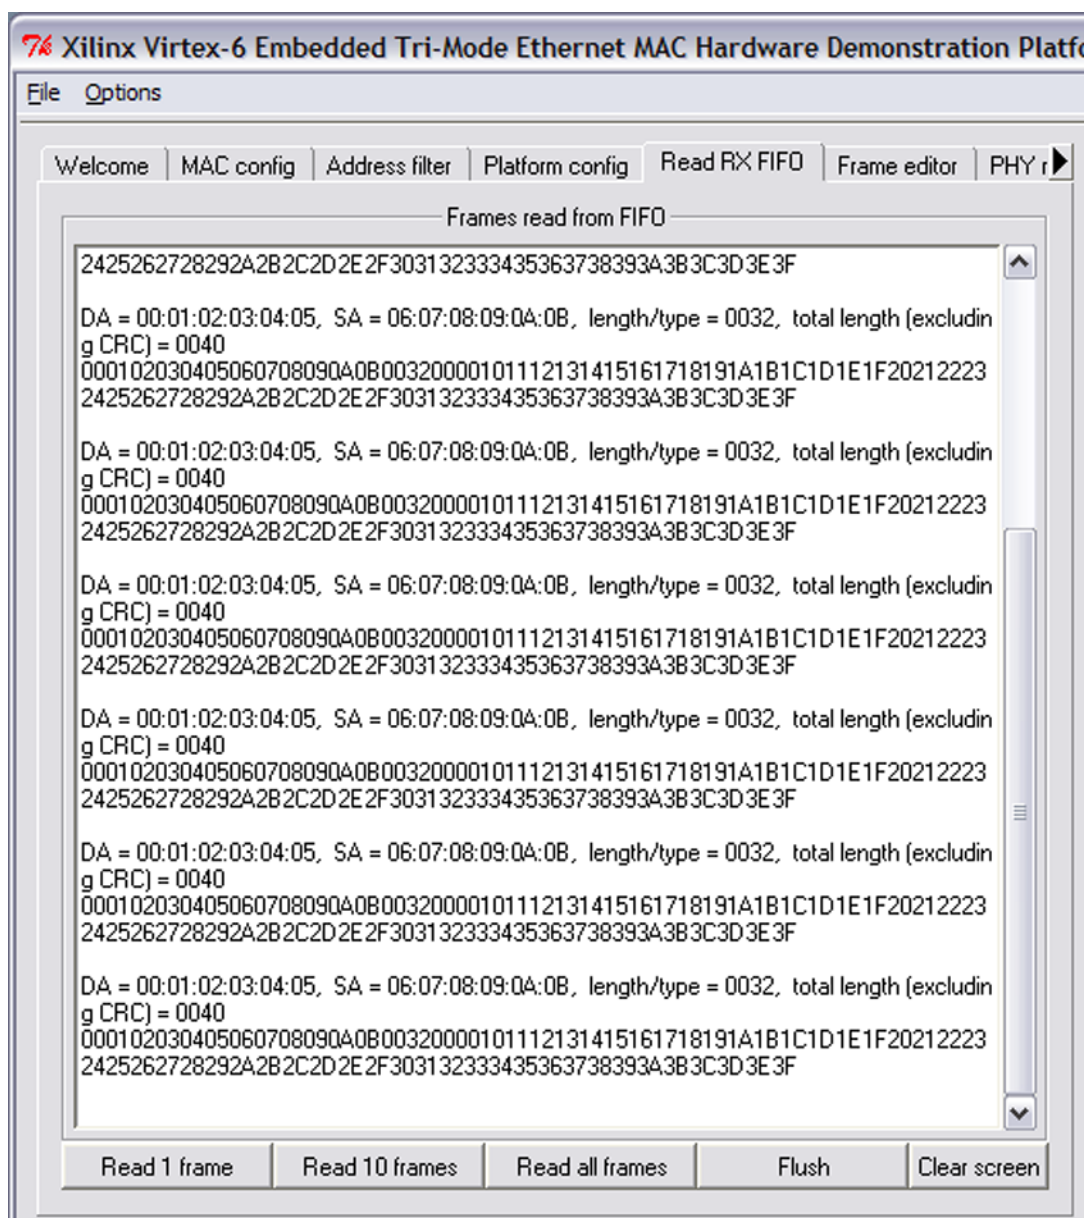 Xilinx Virtex-6 Embedded Tri-Mode Ethernet MAC Hardware Demonstration Platfo
File Options
Welcome MAC config Address filter Platform config Read RX FIFO Frame editor PHY r
Frames read from FIFO
2425262728292A2B2C2D2E2F303132333435363738393A3B3C3D3E3F
DA = 00:01:02:03:04:05, SA = 06:07:08:09:0A:0B, length/type = 0032, total length (excludin
g CRC) = 0040
000102030405060708090A0B00320000101112131415161718191A1B1C1D1E1F20212223
2425262728292A2B2C2D2E2F303132333435363738393A3B3C3D3E3F
DA = 00:01:02:03:04:05, SA = 06:07:08:09:0A:0B, length/type = 0032, total length (excludin
g CRC) = 0040
000102030405060708090A0B00320000101112131415161718191A1B1C1D1E1F20212223
2425262728292A2B2C2D2E2F303132333435363738393A3B3C3D3E3F
DA = 00:01:02:03:04:05, SA = 06:07:08:09:0A:0B, length/type = 0032, total length (excludin
g CRC) = 0040
000102030405060708090A0B00320000101112131415161718191A1B1C1D1E1F20212223
2425262728292A2B2C2D2E2F303132333435363738393A3B3C3D3E3F
DA = 00:01:02:03:04:05, SA = 06:07:08:09:0A:0B, length/type = 0032, total length (excludin
g CRC) = 0040
000102030405060708090A0B00320000101112131415161718191A1B1C1D1E1F20212223
2425262728292A2B2C2D2E2F303132333435363738393A3B3C3D3E3F
DA = 00:01:02:03:04:05, SA = 06:07:08:09:0A:0B, length/type = 0032, total length (excludin
g CRC) = 0040
000102030405060708090A0B00320000101112131415161718191A1B1C1D1E1F20212223
2425262728292A2B2C2D2E2F303132333435363738393A3B3C3D3E3F
DA = 00:01:02:03:04:05, SA = 06:07:08:09:0A:0B, length/type = 0032, total length (excludin
g CRC) = 0040
000102030405060708090A0B00320000101112131415161718191A1B1C1D1E1F20212223
2425262728292A2B2C2D2E2F303132333435363738393A3B3C3D3E3F
Read 1 frame Read 10 frames Read all frames Flush Clear screen